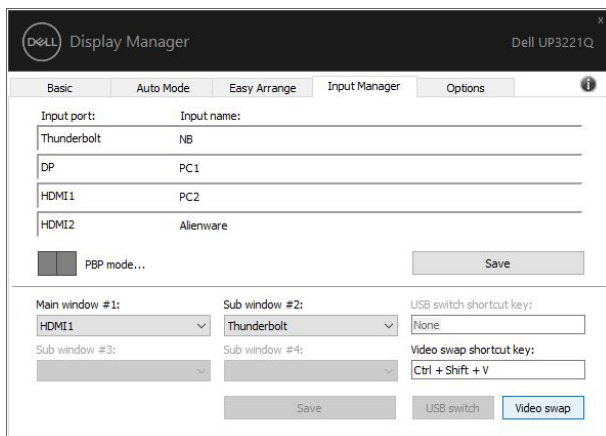 x
DELL Display Manager Dell UP3221Q
Basic Auto Mode Easy Arrange Input Manager Options i
Input port: Input name:
Thunderbolt NB
DP PC1
HDMI1 PC2
HDMI2 Alienware
PBP mode... Save
Main window #1: Sub window #2: USB switch shortcut key:
HDMI1 Thunderbolt None
Sub window #3: Sub window #4: Video swap shortcut key:
Ctrl + Shift + V
Save USB switch Video swap